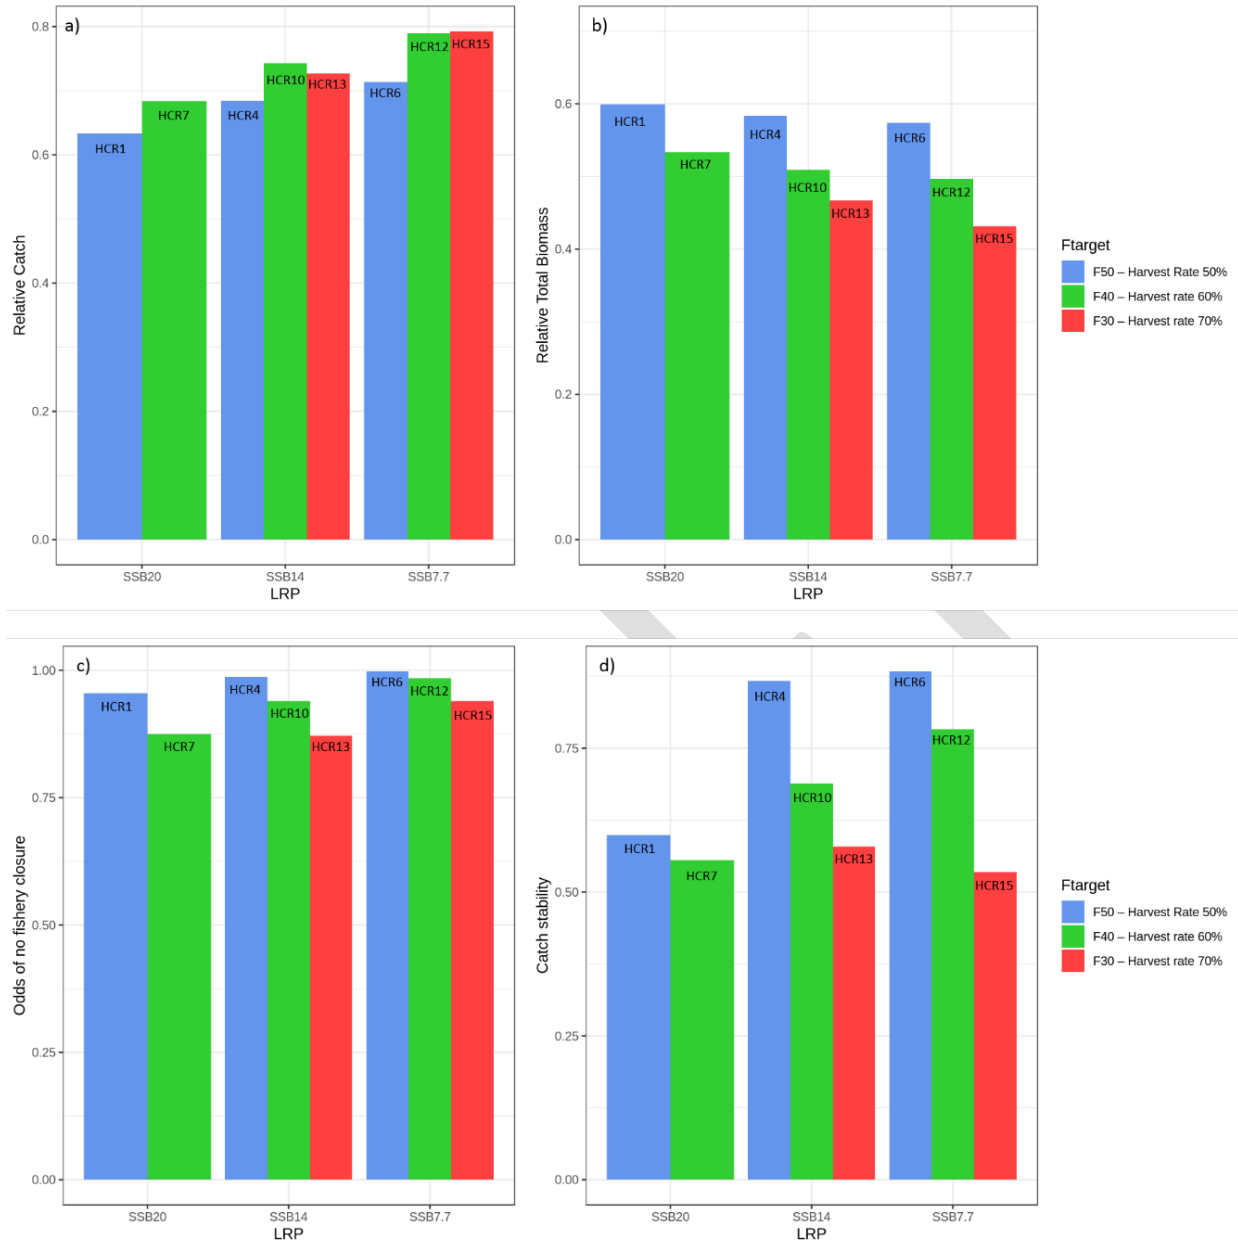 a)
0.8
0.6
0.4
0.2
0.0
Relative Catch
HCR1
HCR7
HCR4
HCR10
HCR13
HCR6
HCR12
HCR15
SSB20
SSB14
SSB7.7
LRP
b)
0.6
0.4
0.2
0.0
Relative Total Biomass
HCR1
HCR7
HCR4
HCR10
HCR13
HCR6
HCR12
HCR15
SSB20
SSB14
SSB7.7
LRP
Ftarget
F50 – Harvest Rate 50%
F40 – Harvest rate 60%
F30 – Harvest rate 70%
c)
1.00
0.75
0.50
0.25
0.00
Odds of no fishery closure
HCR1
HCR7
HCR4
HCR10
HCR13
HCR6
HCR12
HCR15
SSB20
SSB14
SSB7.7
LRP
d)
0.75
0.50
0.25
0.00
Catch stability
HCR1
HCR7
HCR4
HCR10
HCR13
HCR6
HCR12
HCR15
SSB20
SSB14
SSB7.7
LRP
Ftarget
F50 – Harvest Rate 50%
F40 – Harvest rate 60%
F30 – Harvest rate 70%